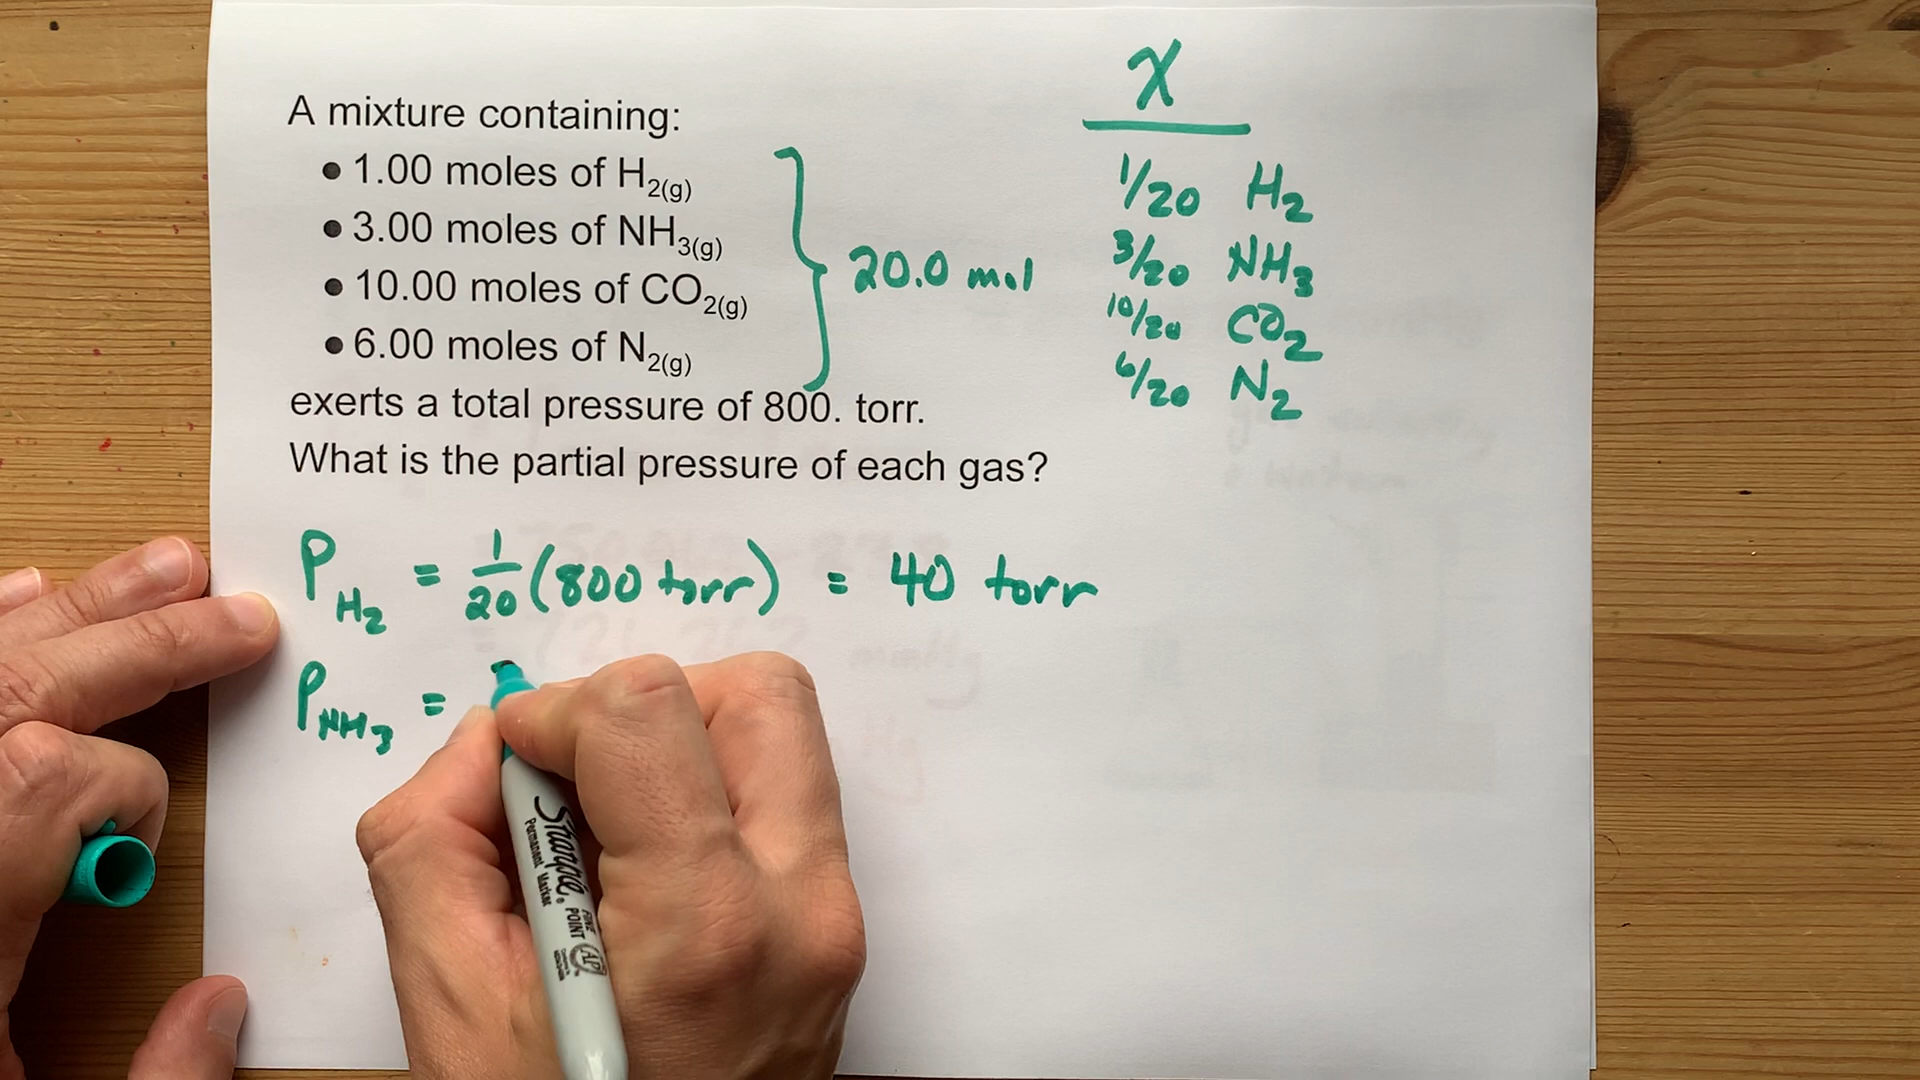 A mixture containing:
• 1.00 moles of H2(g)
• 3.00 moles of NH3(g)
• 10.00 moles of CO2(g)
• 6.00 moles of N2(g)
exerts a total pressure of 800. torr.
What is the partial pressure of each gas?
20.0 mol
χ
1/20 H2
3/20 NH3
10/20 CO2
6/20 N2
P H2 = 1/20 (800 torr) = 40 torr
P NH3 =
Sharpie.
Permanent Marker
FINE POINT
AP